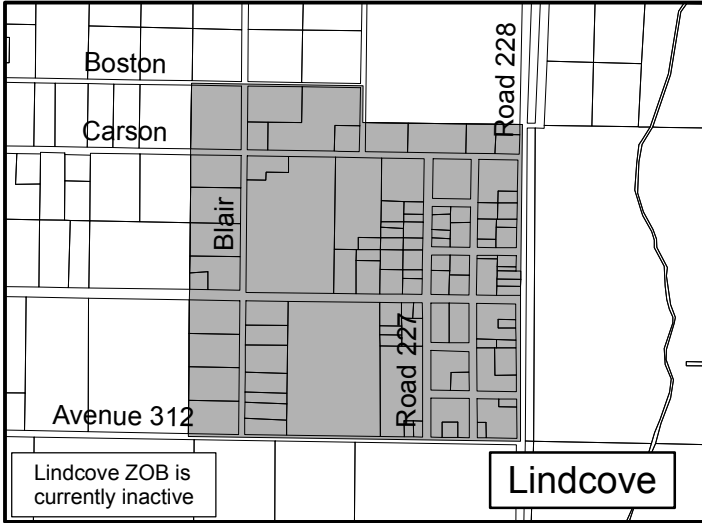 Boston
Road 228
Carson
Blair
Road 227
Avenue 312
Lindcove ZOB is
currently inactive
Lindcove